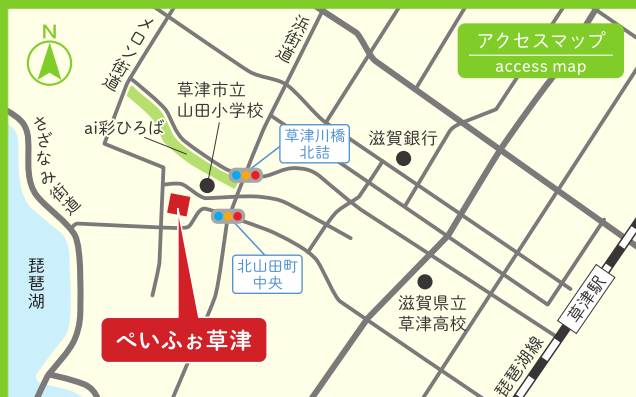 N
メロン街道
浜街道
アクセスマップ
access map
草津市立
山田小学校
ai彩ひろば
さざなみ街道
草津川橋
北詰
滋賀銀行
琵琶湖
北山田町
中央
滋賀県立
草津高校
草津駅
琵琶湖線
ぺいふぉ草津